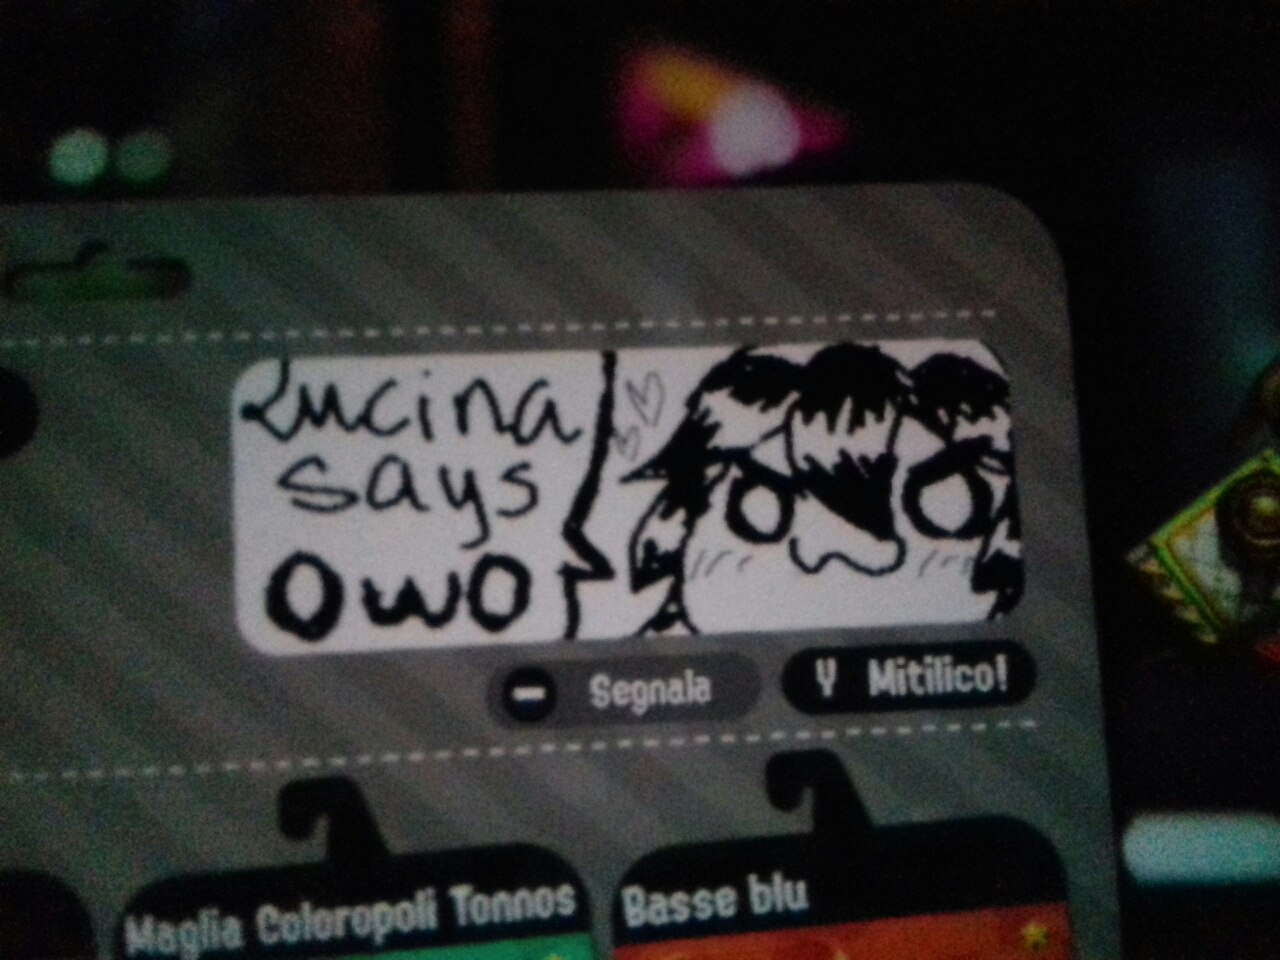 Lucina
says
OwO
Segnala
Y Mitilico!
Maglia Coloropoli Tonnos
Basse blu